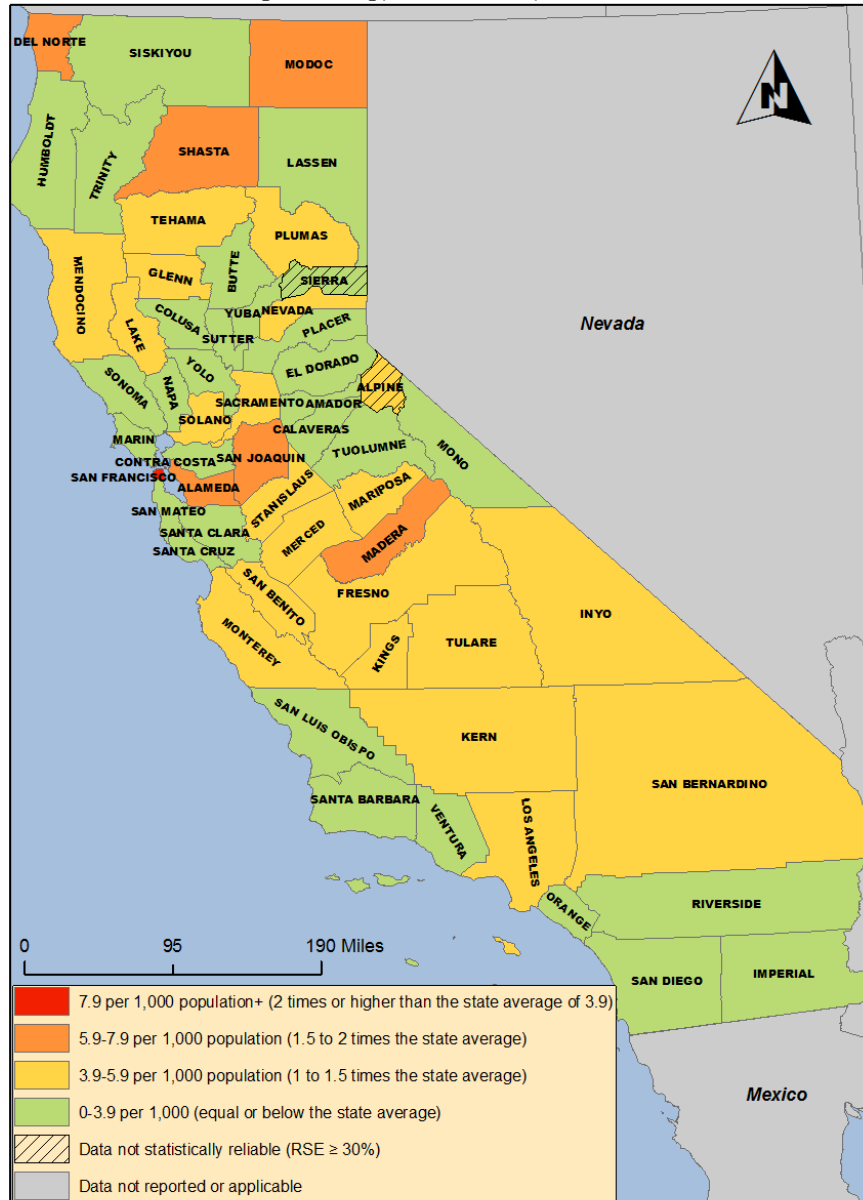 DEL NORTE
SISKIYOU
MODOC
N
HUMBOLDT
TRINITY
SHASTA
LASSEN
TEHAMA
PLUMAS
MENDOCINO
GLENN
BUTTE
SIERRA
LAKE
COLUSA
YUBA
NEVADA
SUTTER
PLACER
Nevada
SONOMA
NAPA
YOLO
EL DORADO
ALPINE
SACRAMENTO
AMADOR
SOLANO
MARIN
CALAVERAS
TUOLUMNE
MONO
CONTRA COSTA
SAN JOAQUIN
SAN FRANCISCO
ALAMEDA
STANISLAUS
MARIPOSA
SAN MATEO
SANTA CLARA
MERCED
MADERA
SANTA CRUZ
SAN BENITO
FRESNO
MONTEREY
KINGS
TULARE
INYO
SAN LUIS OBISPO
KERN
SAN BERNARDINO
SANTA BARBARA
VENTURA
LOS ANGELES
ORANGE
RIVERSIDE
SAN DIEGO
IMPERIAL
0 95 190 Miles
7.9 per 1,000 population+ (2 times or higher than the state average of 3.9)
5.9-7.9 per 1,000 population (1.5 to 2 times the state average)
3.9-5.9 per 1,000 population (1 to 1.5 times the state average)
0-3.9 per 1,000 (equal or below the state average)
Data not statistically reliable (RSE ≥ 30%)
Data not reported or applicable
Mexico